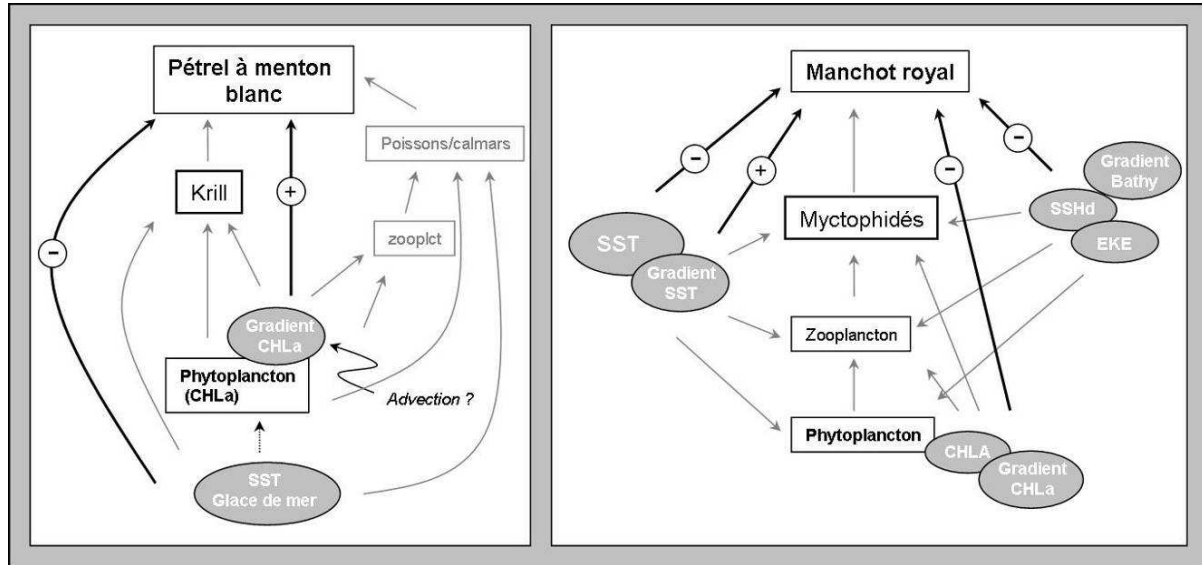 Pétrel à menton
blanc
Poissons/calmars
Krill
+
zooplct
−
Gradient
CHLa
Phytoplancton
(CHLa)
Advection ?
SST
Glace de mer
Manchot royal
−
−
+
−
Gradient
Bathy
Myctophidés
SSHd
SST
EKE
Gradient
SST
Zooplancton
Phytoplancton
CHLA
Gradient
CHLa